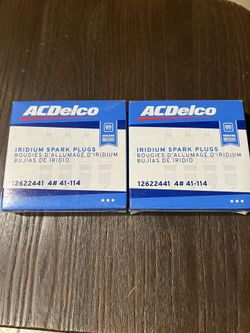 ACDelco
IRIDIUM SPARK PLUGS
BOUGIES D'ALLUMAGE D'IRIDIUM
BUJÍAS DE IRIDIO
12622441 4# 41-114
ACDelco
IRIDIUM SPARK PLUGS
BOUGIES D'ALLUMAGE D'IRIDIUM
BUJÍAS DE IRIDIO
12622441 4# 41-114